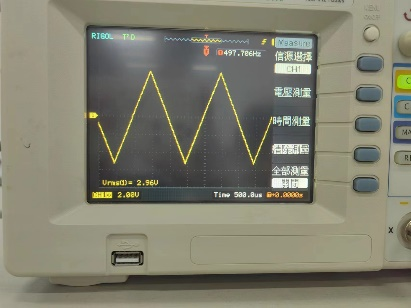 RIGOL T'D
497.786Hz
Measure
信源選擇
CH1
電壓測量
時間測量
清除測量
全部測量
關閉
Vrms(1)= 2.96V
CH1 2.00V Time 500.0us 0.0000s
X